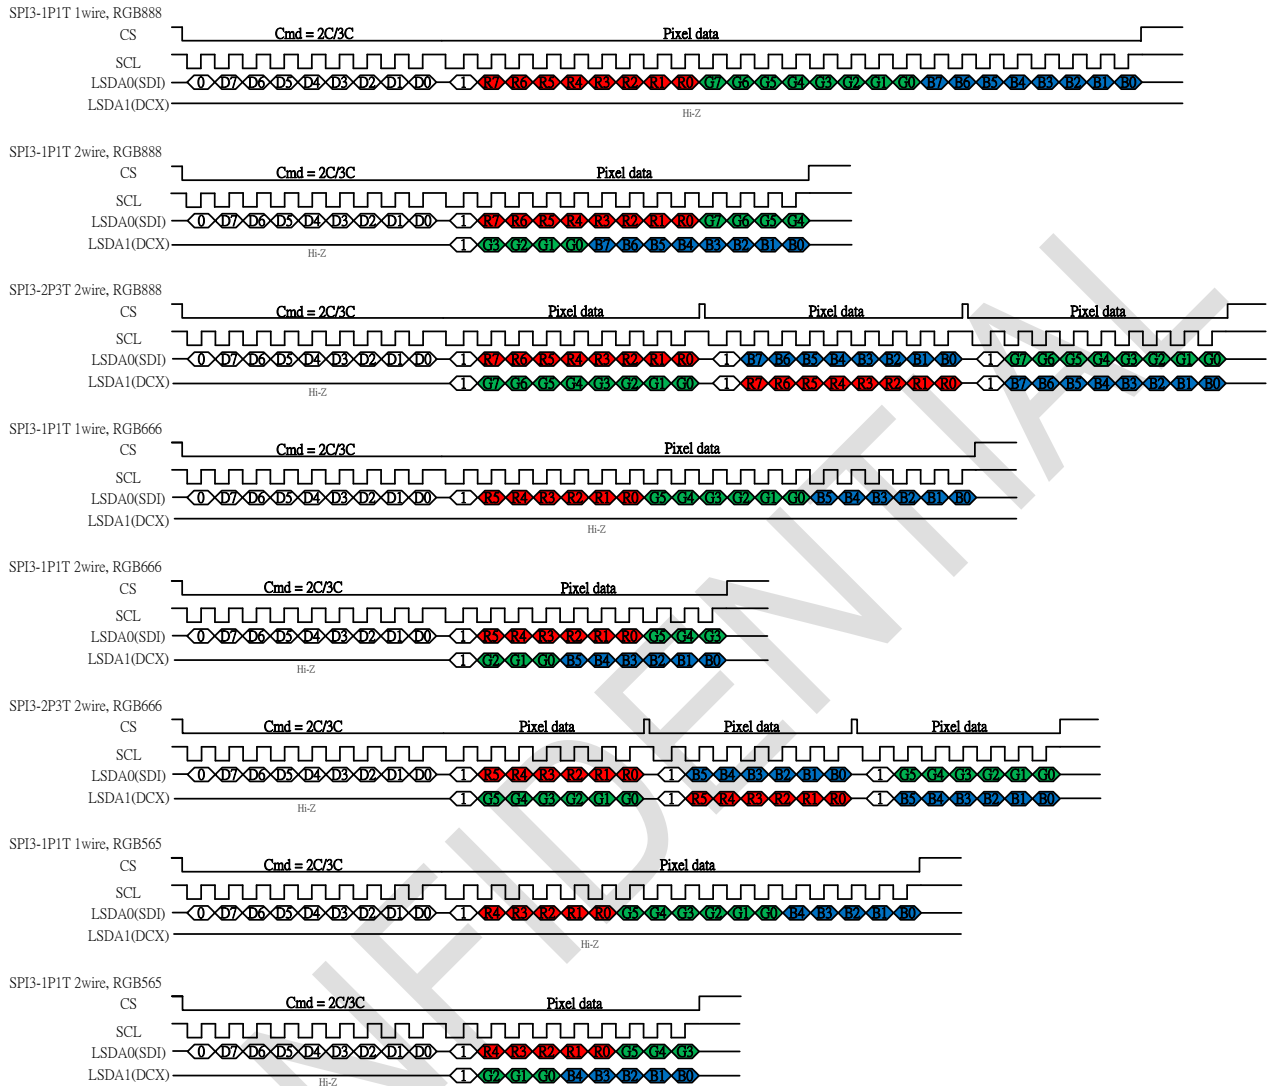 SPI3-1P1T 1wire, RGB888
CS Cmd = 2C/3C Pixel data
SCL
LSDA0(SDI) 0 D7 D6 D5 D4 D3 D2 D1 D0 1 R7 R6 R5 R4 R3 R2 R1 R0 G7 G6 G5 G4 G3 G2 G1 G0 B7 B6 B5 B4 B3 B2 B1 B0
LSDA1(DCX)
Hi-Z
SPI3-1P1T 2wire, RGB888
CS Cmd = 2C/3C Pixel data
SCL
LSDA0(SDI) 0 D7 D6 D5 D4 D3 D2 D1 D0 1 R7 R6 R5 R4 R3 R2 R1 R0 G7 G6 G5 G4
LSDA1(DCX) 1 G3 G2 G1 G0 B7 B6 B5 B4 B3 B2 B1 B0
Hi-Z
SPI3-2P3T 2wire, RGB888
CS Cmd = 2C/3C Pixel data Pixel data Pixel data
SCL
LSDA0(SDI) 0 D7 D6 D5 D4 D3 D2 D1 D0 1 R7 R6 R5 R4 R3 R2 R1 R0 1 B7 B6 B5 B4 B3 B2 B1 B0 1 G7 G6 G5 G4 G3 G2 G1 G0
LSDA1(DCX) 1 G7 G6 G5 G4 G3 G2 G1 G0 1 R7 R6 R5 R4 R3 R2 R1 R0 1 B7 B6 B5 B4 B3 B2 B1 B0
Hi-Z
SPI3-1P1T 1wire, RGB666
CS Cmd = 2C/3C Pixel data
SCL
LSDA0(SDI) 0 D7 D6 D5 D4 D3 D2 D1 D0 1 R5 R4 R3 R2 R1 R0 G5 G4 G3 G2 G1 G0 B5 B4 B3 B2 B1 B0
LSDA1(DCX)
Hi-Z
SPI3-1P1T 2wire, RGB666
CS Cmd = 2C/3C Pixel data
SCL
LSDA0(SDI) 0 D7 D6 D5 D4 D3 D2 D1 D0 1 R5 R4 R3 R2 R1 R0 G5 G4 G3
LSDA1(DCX) 1 G2 G1 G0 B5 B4 B3 B2 B1 B0
Hi-Z
SPI3-2P3T 2wire, RGB666
CS Cmd = 2C/3C Pixel data Pixel data Pixel data
SCL
LSDA0(SDI) 0 D7 D6 D5 D4 D3 D2 D1 D0 1 R5 R4 R3 R2 R1 R0 1 B5 B4 B3 B2 B1 B0 1 G5 G4 G3 G2 G1 G0
LSDA1(DCX) 1 G5 G4 G3 G2 G1 G0 1 R5 R4 R3 R2 R1 R0 1 B5 B4 B3 B2 B1 B0
Hi-Z
SPI3-1P1T 1wire, RGB565
CS Cmd = 2C/3C Pixel data
SCL
LSDA0(SDI) 0 D7 D6 D5 D4 D3 D2 D1 D0 1 R4 R3 R2 R1 R0 G5 G4 G3 G2 G1 G0 B4 B3 B2 B1 B0
LSDA1(DCX)
Hi-Z
SPI3-1P1T 2wire, RGB565
CS Cmd = 2C/3C Pixel data
SCL
LSDA0(SDI) 0 D7 D6 D5 D4 D3 D2 D1 D0 1 R4 R3 R2 R1 R0 G5 G4 G3
LSDA1(DCX) 1 G2 G1 G0 B4 B3 B2 B1 B0
Hi-Z
NFIDENTIAL